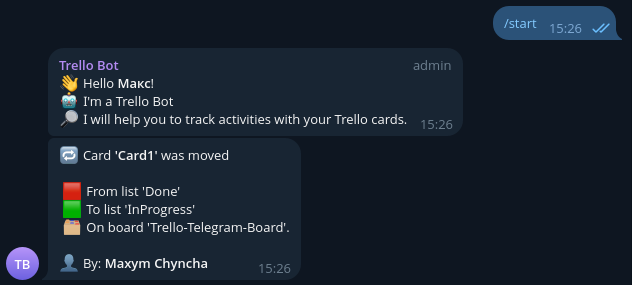 /start 15:26
Trello Bot admin
👋 Hello Макс!
🤖 I'm a Trello Bot
🔎 I will help you to track activities with your Trello cards. 15:26
🔁 Card 'Card1' was moved
🟥 From list 'Done'
🟩 To list 'InProgress'
🗂 On board 'Trello-Telegram-Board'.
👤 By: Maxym Chyncha 15:26
TB